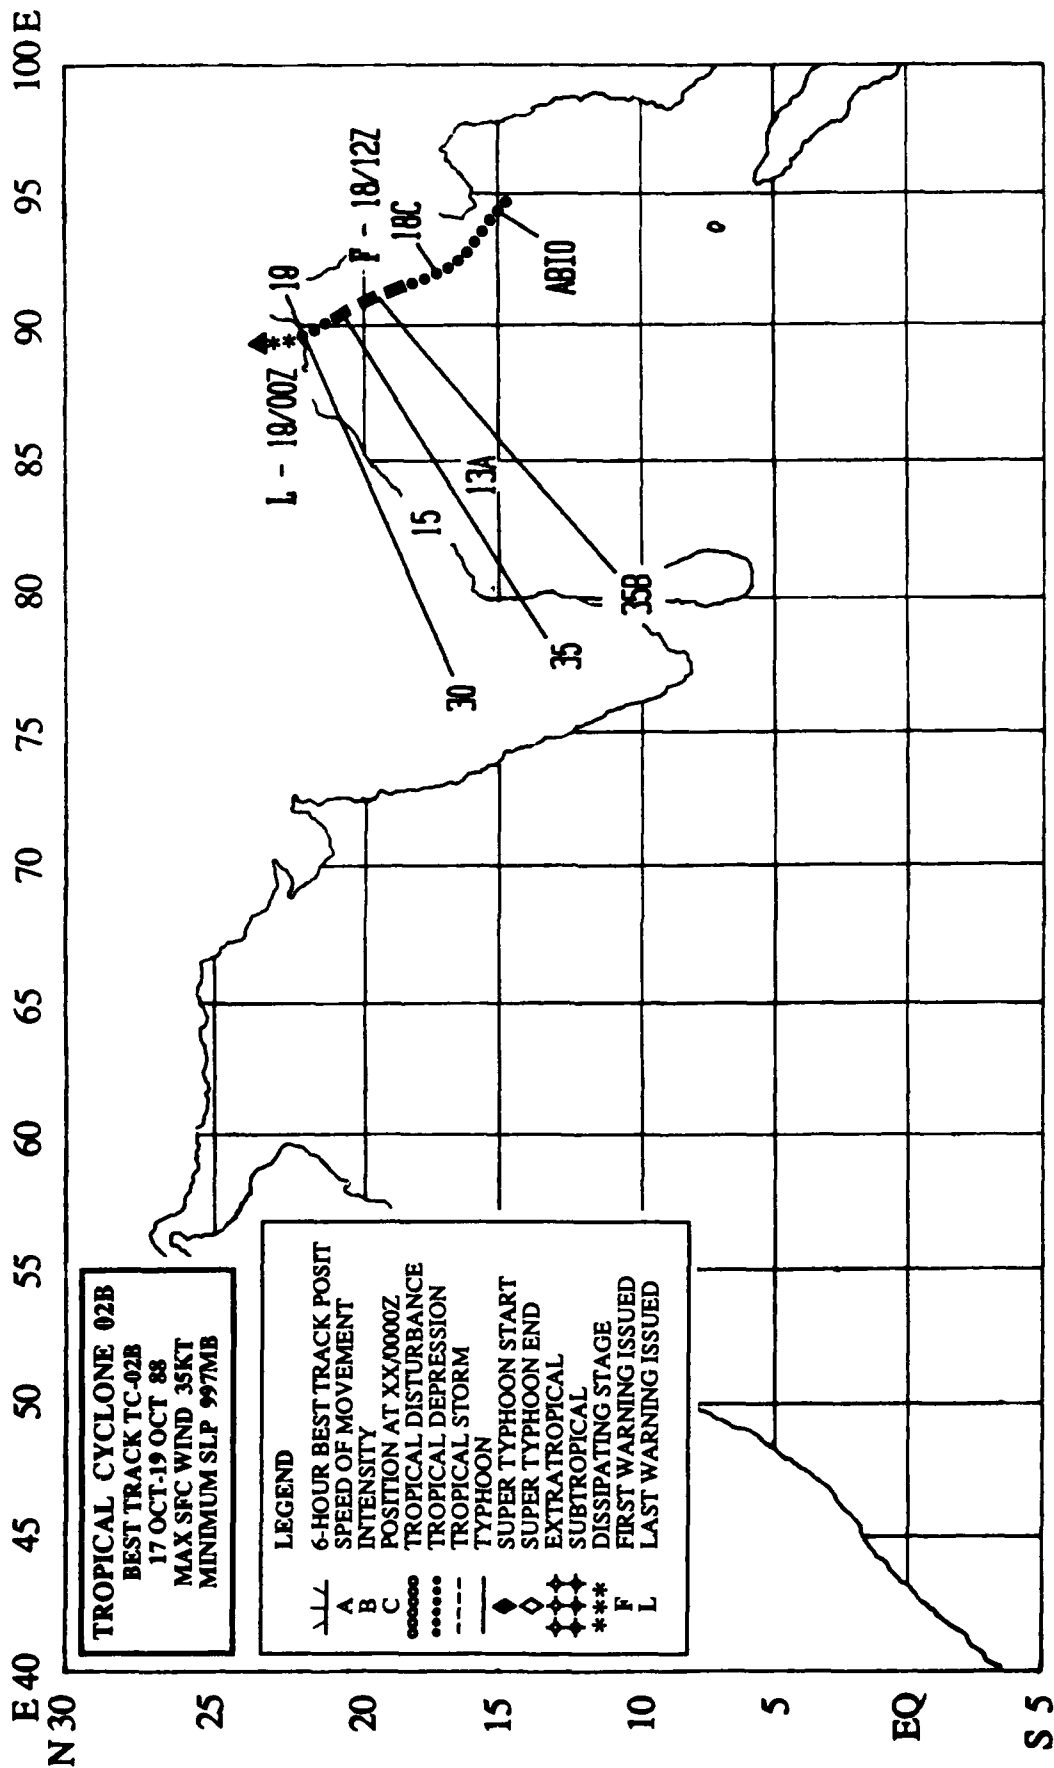 TROPICAL CYCLONE 02B
BEST TRACK TC-02B
17 OCT-19 OCT 88
MAX SFC WIND 35KT
MINIMUM SLP 997MB
LEGEND
6-HOUR BEST TRACK POSIT
A SPEED OF MOVEMENT
B INTENSITY
C POSITION AT XX/0000Z
TROPICAL DISTURBANCE
TROPICAL DEPRESSION
TROPICAL STORM
TYPHOON
SUPER TYPHOON START
SUPER TYPHOON END
EXTRATROPICAL
SUBTROPICAL
*** DISSIPATING STAGE
F FIRST WARNING ISSUED
L LAST WARNING ISSUED
E 40 45 50 55 60 65 70 75 80 85 90 95 100 E
N 30
25
20
15
10
5
EQ
S 5
L - 19/00Z
19
F - 18/12Z
18C
ABIO
15
13A
30
35
35B